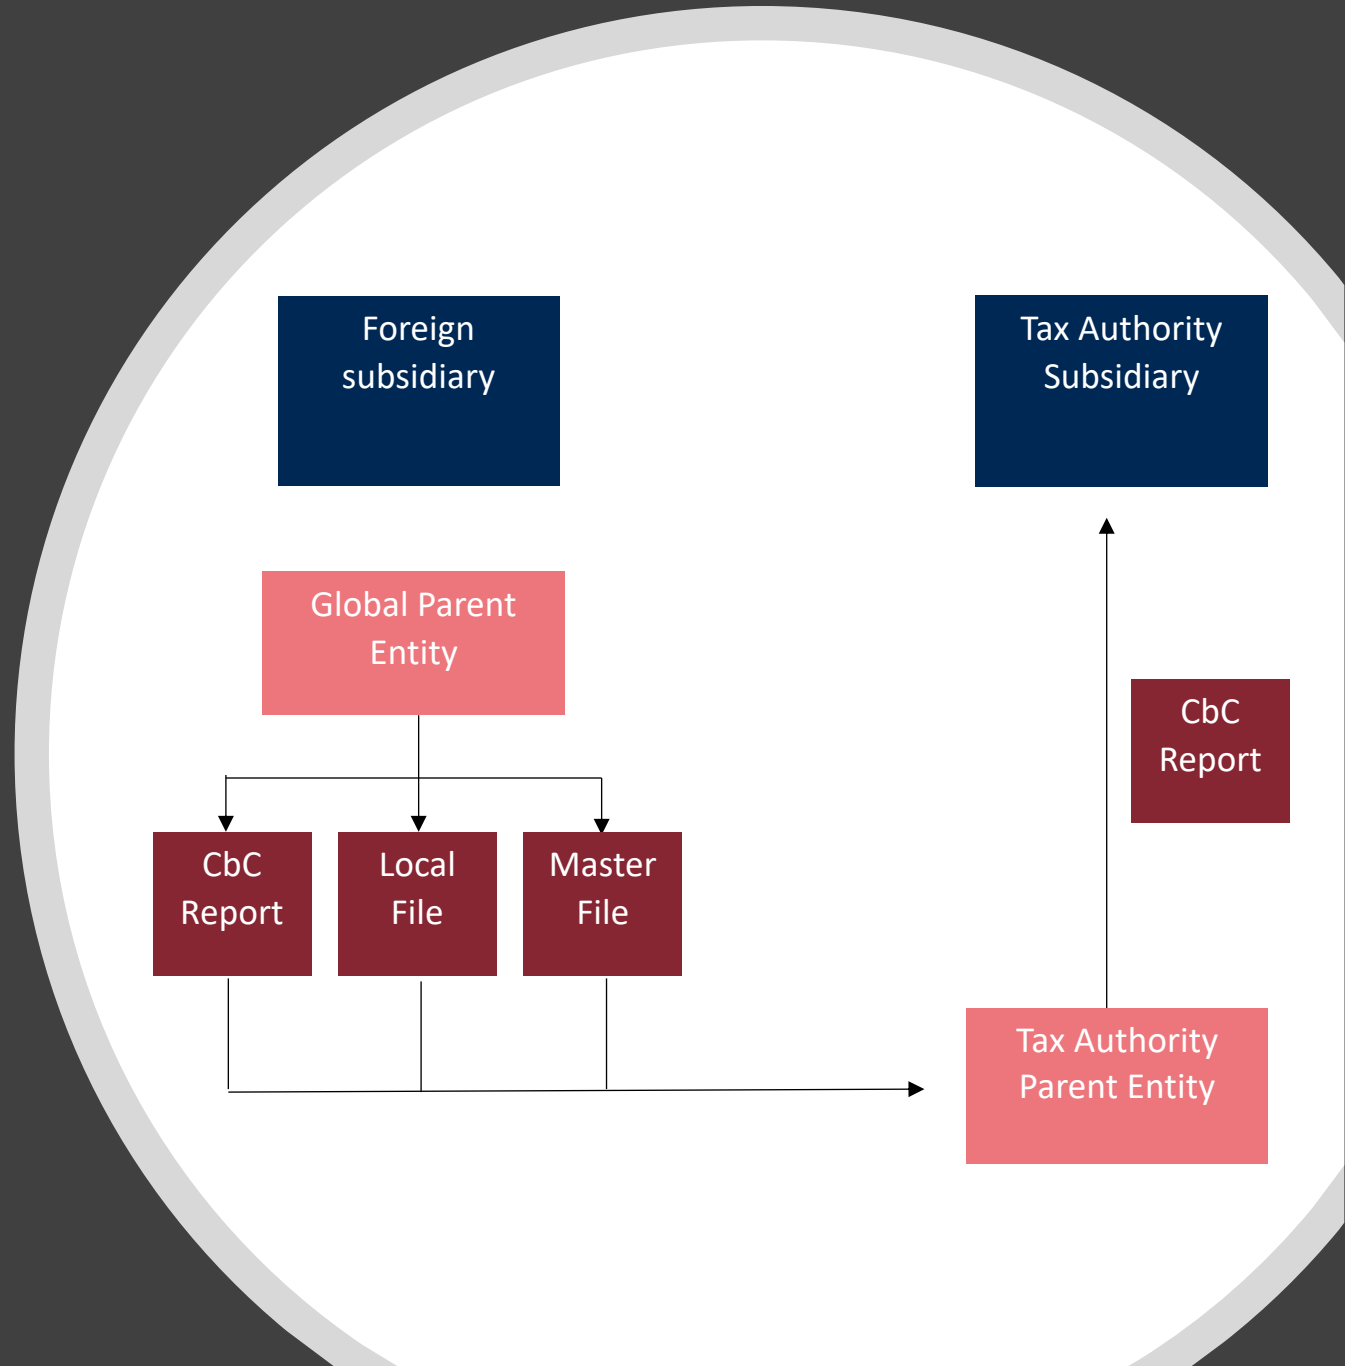 Foreign
subsidiary
Tax Authority
Subsidiary
Global Parent
Entity
CbC
Report
CbC
Report
Local
File
Master
File
Tax Authority
Parent Entity